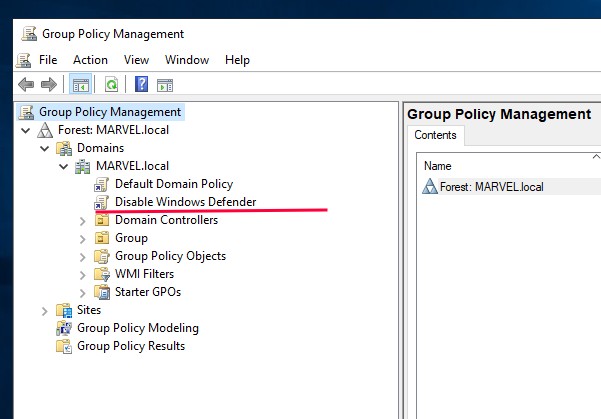 Group Policy Management
File Action View Window Help
Group Policy Management
Forest: MARVEL.local
Domains
MARVEL.local
Default Domain Policy
Disable Windows Defender
Domain Controllers
Group
Group Policy Objects
WMI Filters
Starter GPOs
Sites
Group Policy Modeling
Group Policy Results
Group Policy Management
Contents
Name
Forest: MARVEL.local